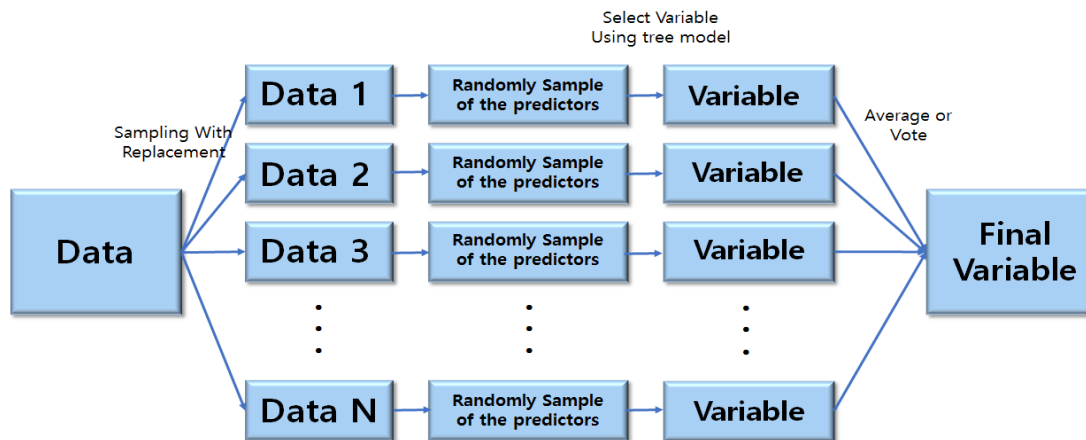 Select Variable
Using tree model
Data 1
Randomly Sample
of the predictors
Variable
Sampling With
Replacement
Average or
Vote
Data 2
Randomly Sample
of the predictors
Variable
Data
Data 3
Randomly Sample
of the predictors
Variable
Final
Variable
Data N
Randomly Sample
of the predictors
Variable